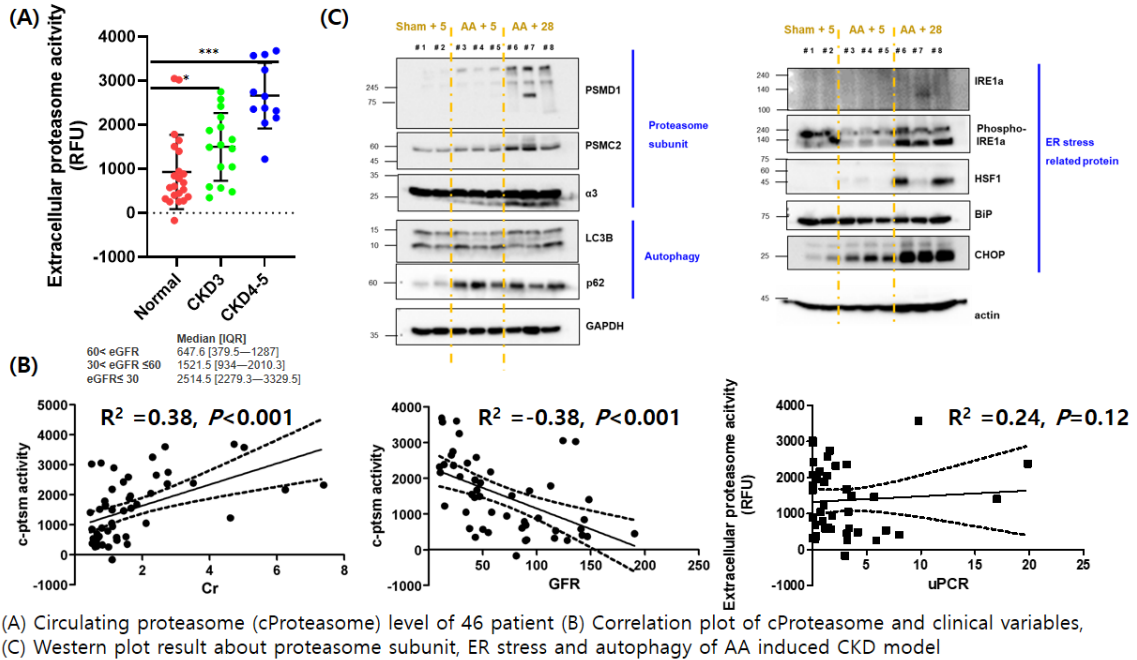 (A)
Extracellular proteasome acitvity
(RFU)
4000
3000
2000
1000
0
-1000
***
*
Normal
CKD3
CKD4-5
Median [IQR]
60< eGFR 647.6 [379.5—1287]
30< eGFR ≤60 1521.5 [934—2010.3]
eGFR≤ 30 2514.5 [2279.3—3329.5]
(C)
Sham + 5 AA + 5 AA + 28
#1 #2 #3 #4 #5 #6 #7 #8
245
75
PSMD1
60
45
PSMC2
35
25
α3
Proteasome
subunit
15
10
LC3B
60
p62
Autophagy
35
GAPDH
Sham + 5 AA + 5 AA + 28
#1 #2 #3 #4 #5 #6 #7 #8
240
140
100
IRE1a
240
140
Phospho-
IRE1a
75
60
45
HSF1
75
BiP
25
CHOP
ER stress
related protein
45
actin
(B)
R² =0.38, P<0.001
c-ptsm activity
5000
4000
3000
2000
1000
0
-1000
2 4 6 8
Cr
R² =-0.38, P<0.001
c-ptsm activity
4000
3000
2000
1000
0
-1000
50 100 150 200 250
GFR
R² =0.24, P=0.12
Extracellular proteasome acitvity
(RFU)
4000
3000
2000
1000
0
-1000
5 10 15 20 25
uPCR
(A) Circulating proteasome (cProteasome) level of 46 patient (B) Correlation plot of cProteasome and clinical variables,
(C) Western plot result about proteasome subunit, ER stress and autophagy of AA induced CKD model